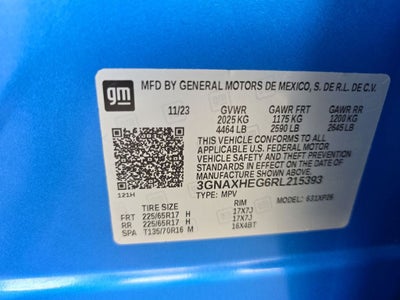 gm
MFD BY GENERAL MOTORS DE MEXICO, S. DE R.L. DE C.V.
11/23 GVWR GAWR FRT GAWR RR
2025 KG 1175 KG 1200 KG
4464 LB 2590 LB 2645 LB
THIS VEHICLE CONFORMS TO ALL
APPLICABLE U.S. FEDERAL MOTOR
VEHICLE SAFETY, BUMPER, AND THEFT
PREVENTION STANDARDS IN EFFECT ON
THE DATE OF MANUFACTURE SHOWN ABOVE.
3GNAXHEG6RL215393
TYPE: MPV
121H
TIRE SIZE RIM MODEL:
FRT 225/65R17 H 17X7J
RR 225/65R17 H 17X7J
SPA T135/70R16 M 16X4BT